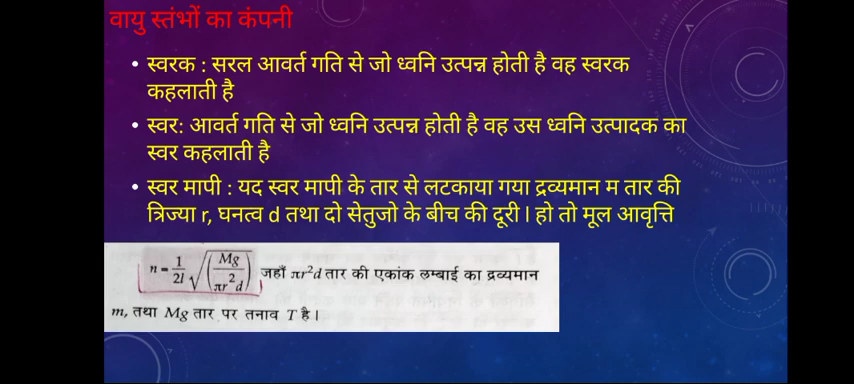 वायु स्तंभों का कंपनी
• स्वरक : सरल आवर्त गति से जो ध्वनि उत्पन्न होती है वह स्वरक
कहलाती है
• स्वर: आवर्त गति से जो ध्वनि उत्पन्न होती है वह उस ध्वनि उत्पादक का
स्वर कहलाती है
• स्वर मापी : यद स्वर मापी के तार से लटकाया गया द्रव्यमान म तार की
त्रिज्या r, घनत्व d तथा दो सेतुजो के बीच की दूरी l हो तो मूल आवृत्ति
n = 1/2l √(Mg/πr²d) जहाँ πr²d तार की एकांक लम्बाई का द्रव्यमान
m, तथा Mg तार पर तनाव T है।